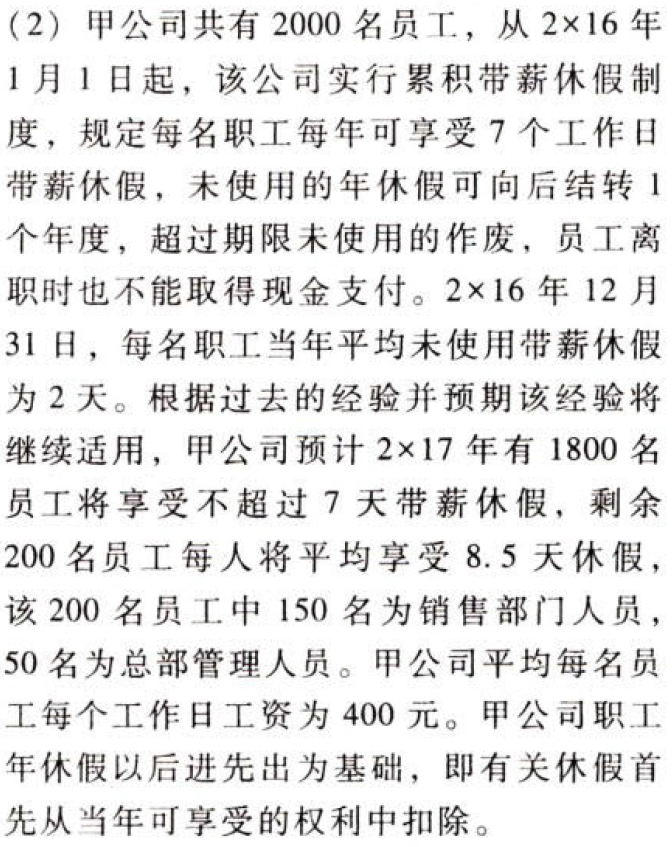 (2) 甲公司共有 2000 名员工，从 2×16 年
1 月 1 日起，该公司实行累积带薪休假制
度，规定每名职工每年可享受 7 个工作日
带薪休假，未使用的年休假可向后结转 1
个年度，超过期限未使用的作废，员工离
职时也不能取得现金支付。2×16 年 12 月
31 日，每名职工当年平均未使用带薪休假
为 2 天。根据过去的经验并预期该经验将
继续适用，甲公司预计 2×17 年有 1800 名
员工将享受不超过 7 天带薪休假，剩余
200 名员工每人将平均享受 8.5 天休假，
该 200 名员工中 150 名为销售部门人员，
50 名为总部管理人员。甲公司平均每名员
工每个工作日工资为 400 元。甲公司职工
年休假以后进先出为基础，即有关休假首
先从当年可享受的权利中扣除。